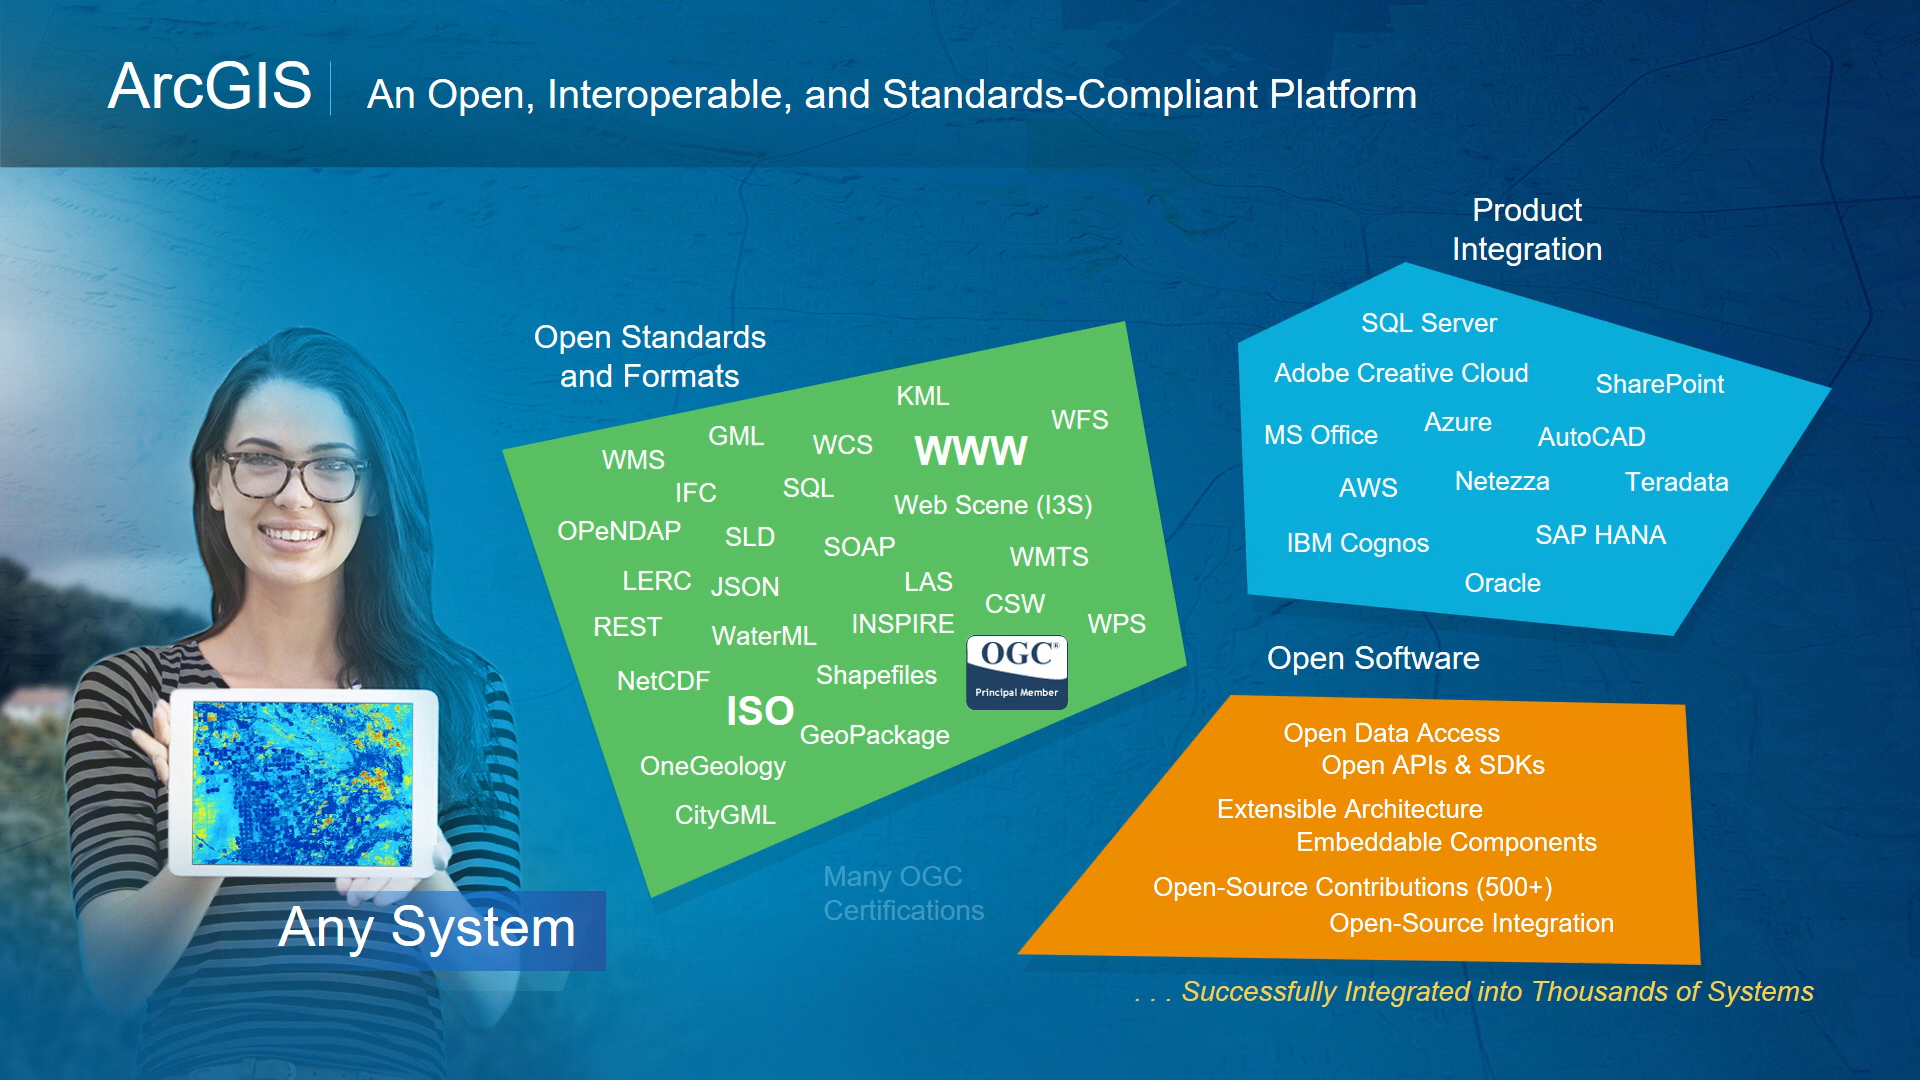 ArcGIS
An Open, Interoperable, and Standards-Compliant Platform
Open Standards
and Formats
KML
WFS
GML
WCS
WWW
WMS
IFC
SQL
Web Scene (I3S)
OPeNDAP
SLD
SOAP
WMTS
LERC
JSON
LAS
CSW
REST
WaterML
INSPIRE
WPS
NetCDF
Shapefiles
OGC®
Principal Member
ISO
GeoPackage
OneGeology
CityGML
Many OGC
Certifications
Any System
Product
Integration
SQL Server
Adobe Creative Cloud
SharePoint
MS Office
Azure
AutoCAD
AWS
Netezza
Teradata
IBM Cognos
SAP HANA
Oracle
Open Software
Open Data Access
Open APIs & SDKs
Extensible Architecture
Embeddable Components
Open-Source Contributions (500+)
Open-Source Integration
. . . Successfully Integrated into Thousands of Systems